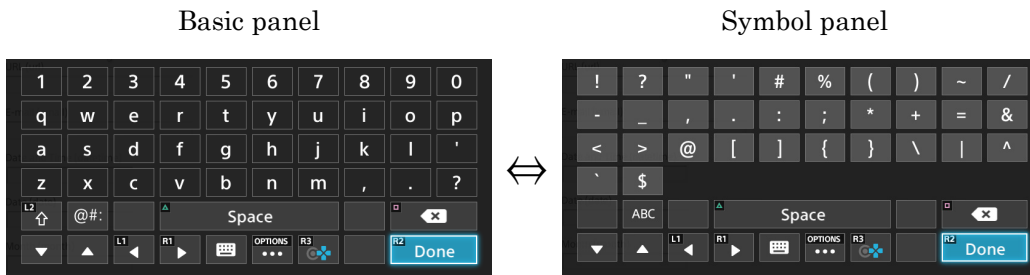 Basic panel
1 2 3 4 5 6 7 8 9 0
q w e r t y u i o p
a s d f g h j k l '
z x c v b n m , . ?
L2 @#: Space
L1 R1 OPTIONS R3 R2 Done
Symbol panel
! ? " ' # % ( ) ~ /
- _ , . : ; * + = &
< > @ [ ] { } \ | ^
` $
ABC Space
L1 R1 OPTIONS R3 R2 Done